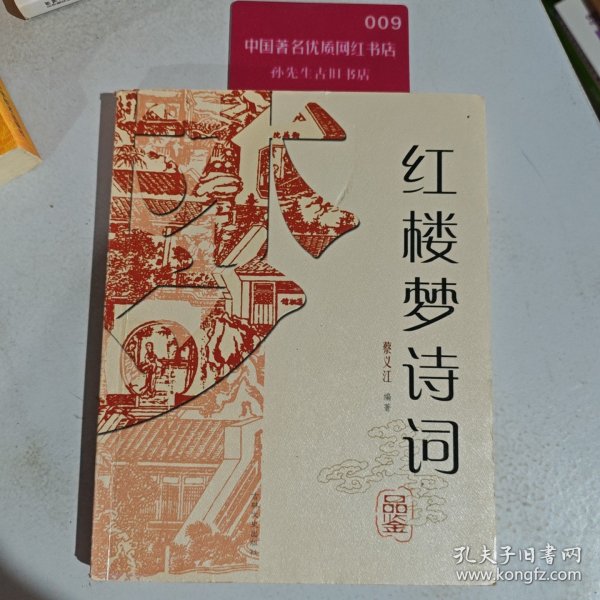 009
中国著名优质网红书店
孙先生古旧书店
红楼梦诗词
蔡义江 编著
品鉴
孔夫子旧书网
www.kongfz.com